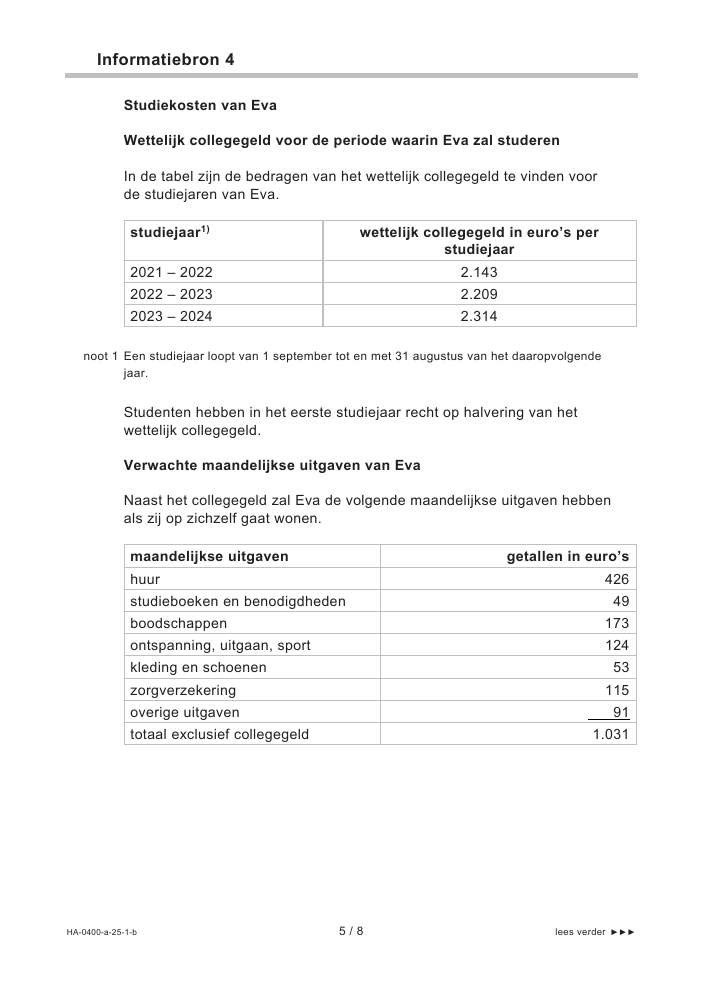 Informatiebron 4
Studiekosten van Eva
Wettelijk collegegeld voor de periode waarin Eva zal studeren
In de tabel zijn de bedragen van het wettelijk collegegeld te vinden voor
de studiejaren van Eva.
studiejaar1) wettelijk collegegeld in euro’s per
studiejaar
2021 – 2022 2.143
2022 – 2023 2.209
2023 – 2024 2.314
noot 1 Een studiejaar loopt van 1 september tot en met 31 augustus van het daaropvolgende
jaar.
Studenten hebben in het eerste studiejaar recht op halvering van het
wettelijk collegegeld.
Verwachte maandelijkse uitgaven van Eva
Naast het collegegeld zal Eva de volgende maandelijkse uitgaven hebben
als zij op zichzelf gaat wonen.
maandelijkse uitgaven getallen in euro’s
huur 426
studieboeken en benodigdheden 49
boodschappen 173
ontspanning, uitgaan, sport 124
kleding en schoenen 53
zorgverzekering 115
overige uitgaven 91
totaal exclusief collegegeld 1.031
HA-0400-a-25-1-b 5 / 8 lees verder ►►►